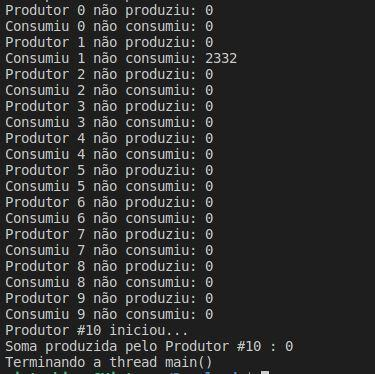 Produtor 0 não produziu: 0
Consumiu 0 não consumiu: 0
Produtor 1 não produziu: 0
Consumiu 1 não consumiu: 2332
Produtor 2 não produziu: 0
Consumiu 2 não consumiu: 0
Produtor 3 não produziu: 0
Consumiu 3 não consumiu: 0
Produtor 4 não produziu: 0
Consumiu 4 não consumiu: 0
Produtor 5 não produziu: 0
Consumiu 5 não consumiu: 0
Produtor 6 não produziu: 0
Consumiu 6 não consumiu: 0
Produtor 7 não produziu: 0
Consumiu 7 não consumiu: 0
Produtor 8 não produziu: 0
Consumiu 8 não consumiu: 0
Produtor 9 não produziu: 0
Consumiu 9 não consumiu: 0
Produtor #10 iniciou...
Soma produzida pelo Produtor #10 : 0
Terminando a thread main()